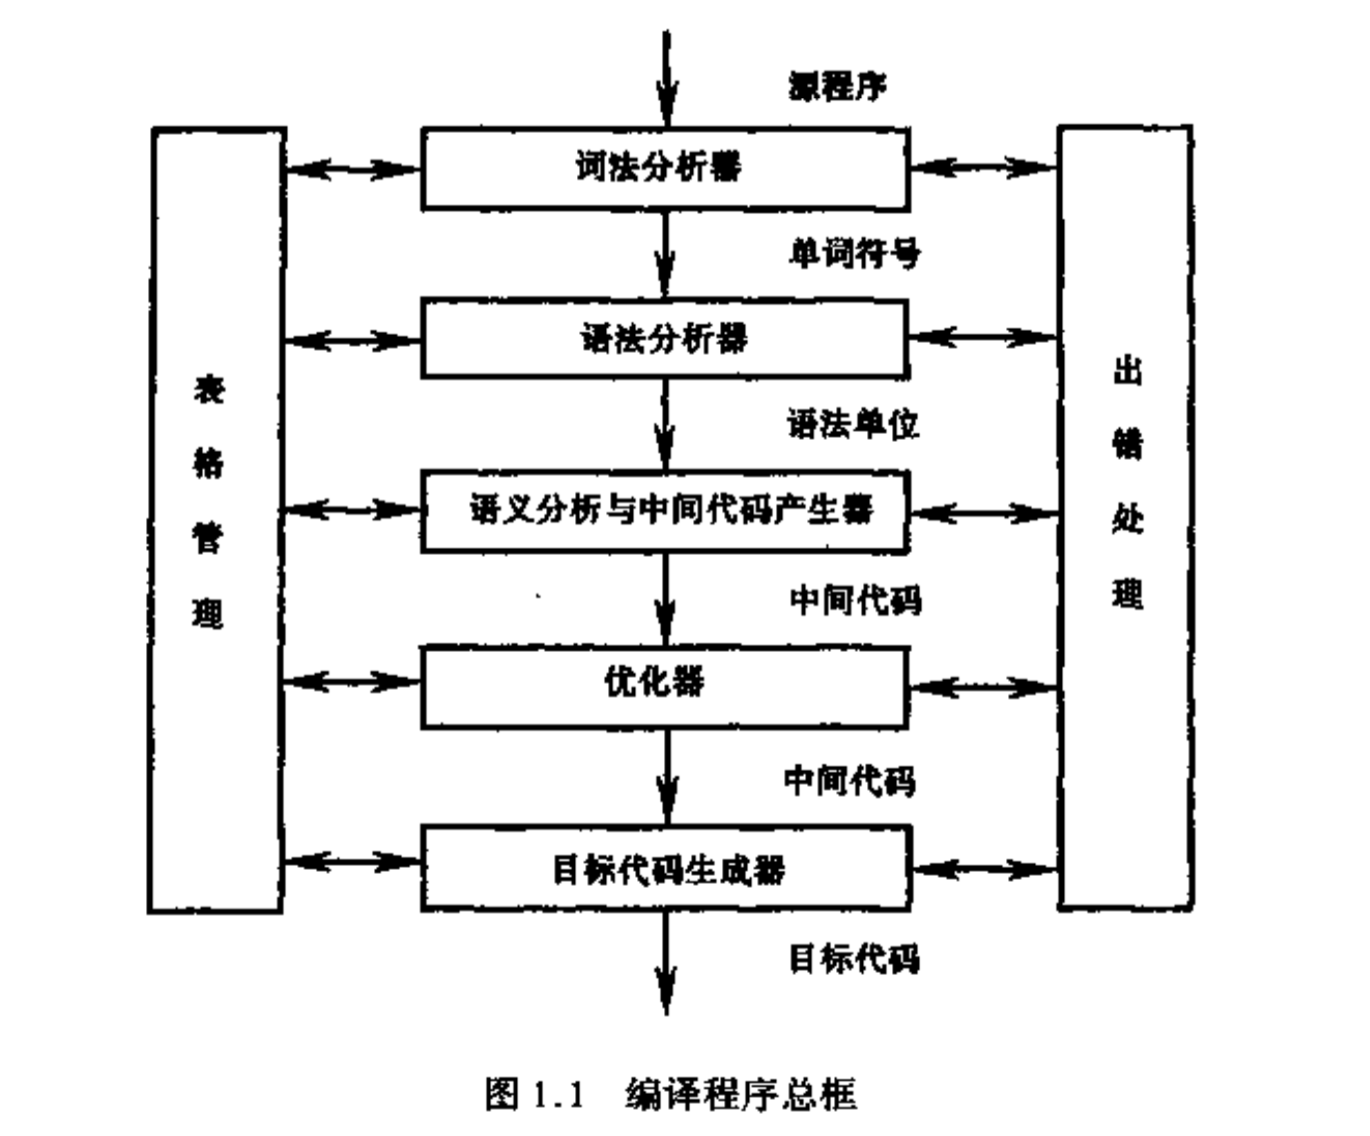 源程序
词法分析器
单词符号
语法分析器
语法单位
语义分析与中间代码产生器
中间代码
优化器
中间代码
目标代码生成器
目标代码
表格管理
出错处理
图 1.1 编译程序总框